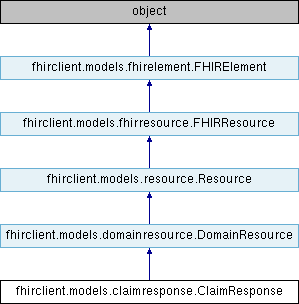 object
fhirclient.models.fhirelement.FHIRElement
fhirclient.models.fhirresource.FHIRResource
fhirclient.models.resource.Resource
fhirclient.models.domainresource.DomainResource
fhirclient.models.claimresponse.ClaimResponse